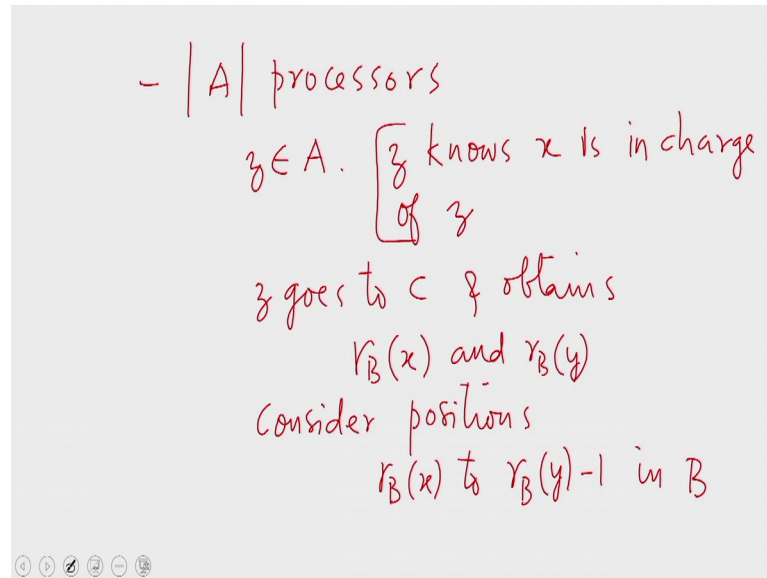 - |A| processors
z ∈ A. [z knows x is in charge
of z
z goes to C & obtains
r_B(x) and r_B(y)
Consider positions
r_B(x) to r_B(y)-1 in B